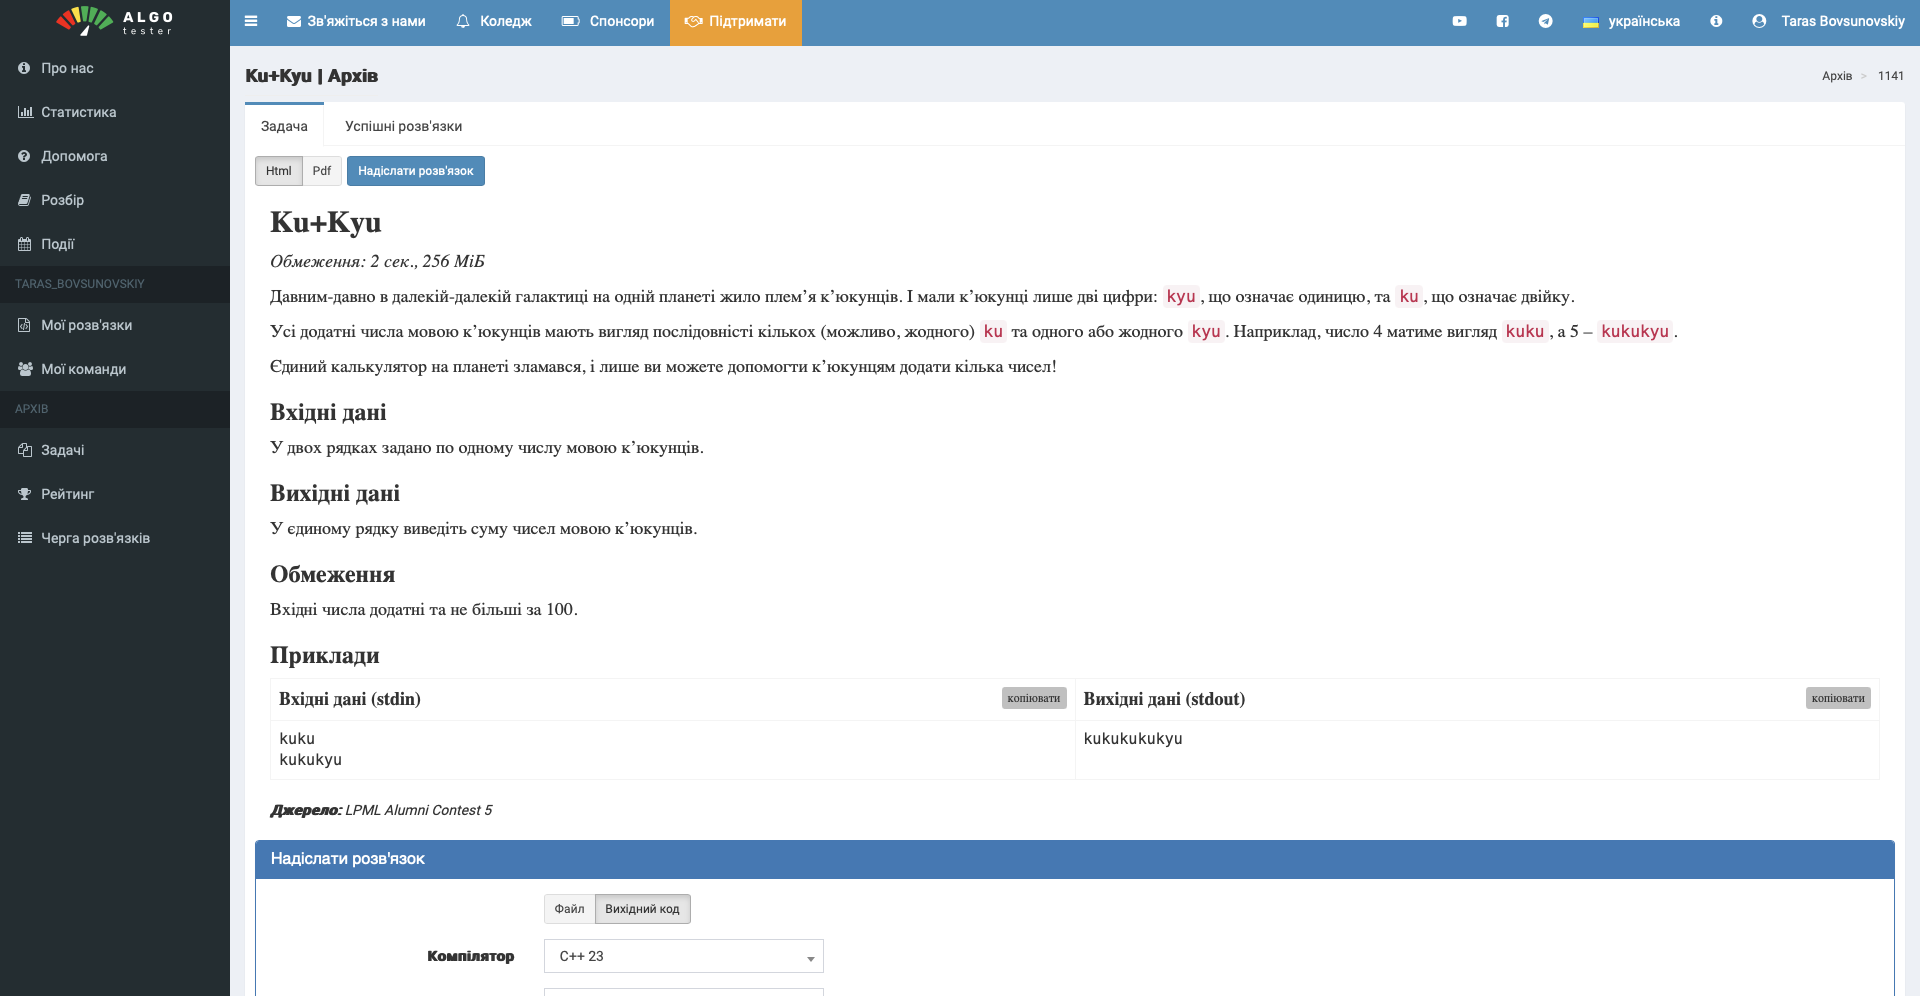 ALGO
tester
Зв'яжіться з нами
Коледж
Спонсори
Підтримати
українська
Taras Bovsunovskiy
Про нас
Статистика
Допомога
Розбір
Події
TARAS_BOVSUNOVSKIY
Мої розв'язки
Мої команди
АРХІВ
Задачі
Рейтинг
Черга розв'язків
Ku+Kyu | Архів
Архів > 1141
Задача
Успішні розв'язки
Html
Pdf
Надіслати розв'язок
Ku+Kyu
Обмеження: 2 сек., 256 МіБ
Давним-давно в далекій-далекій галактиці на одній планеті жило плем’я к’юкунців. І мали к’юкунці лише дві цифри: kyu, що означає одиницю, та ku, що означає двійку.
Усі додатні числа мовою к’юкунців мають вигляд послідовністі кількох (можливо, жодного) ku та одного або жодного kyu. Наприклад, число 4 матиме вигляд kuku, а 5 – kukukyu.
Єдиний калькулятор на планеті зламався, і лише ви можете допомогти к’юкунцям додати кілька чисел!
Вхідні дані
У двох рядках задано по одному числу мовою к’юкунців.
Вихідні дані
У єдиному рядку виведіть суму чисел мовою к’юкунців.
Обмеження
Вхідні числа додатні та не більші за 100.
Приклади
Вхідні дані (stdin)
копіювати
Вихідні дані (stdout)
копіювати
kuku
kukukyu
kukukukukyu
Джерело: LPML Alumni Contest 5
Надіслати розв'язок
Файл
Вихідний код
Компілятор
C++ 23